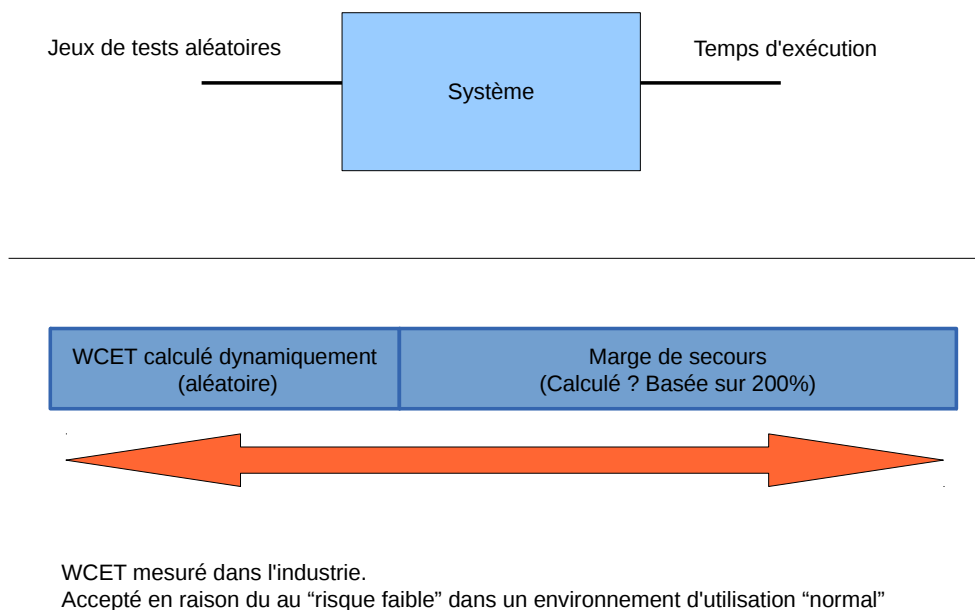 Jeux de tests aléatoires
Temps d'exécution
Système
WCET calculé dynamiquement
(aléatoire)
Marge de secours
(Calculé ? Basée sur 200%)
WCET mesuré dans l'industrie.
Accepté en raison du au “risque faible” dans un environnement d'utilisation “normal”